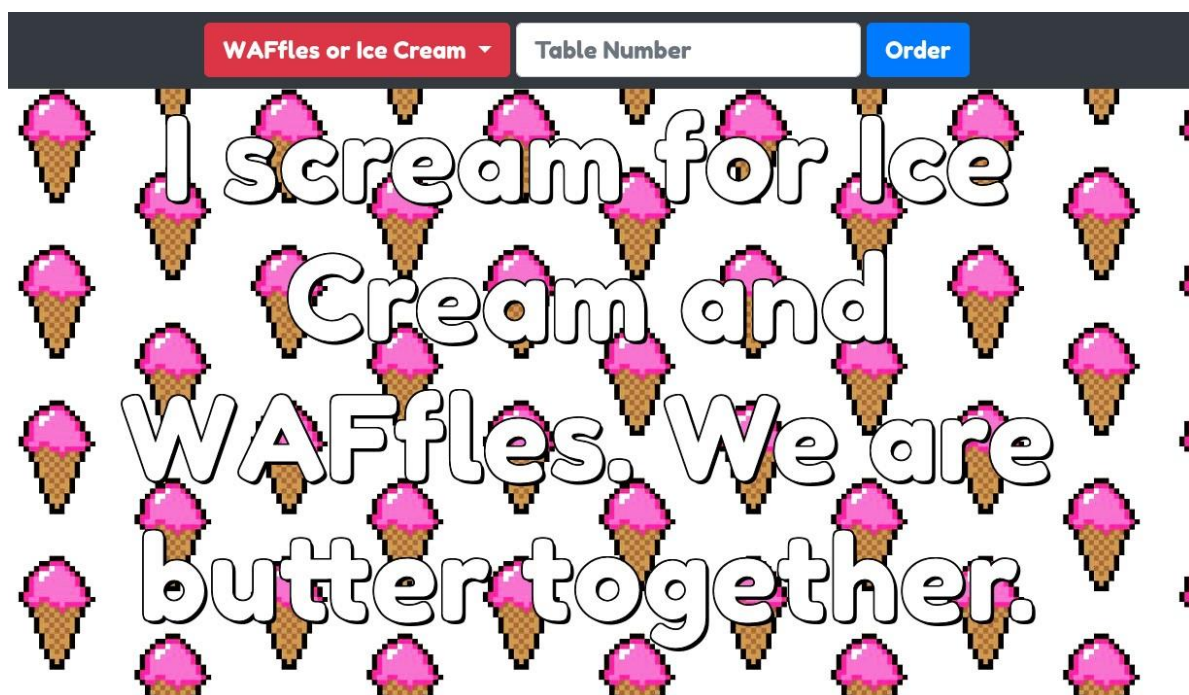 WAFfles or Ice Cream Table Number Order
I scream for Ice
Cream and
WAFfles. We are
butter together.